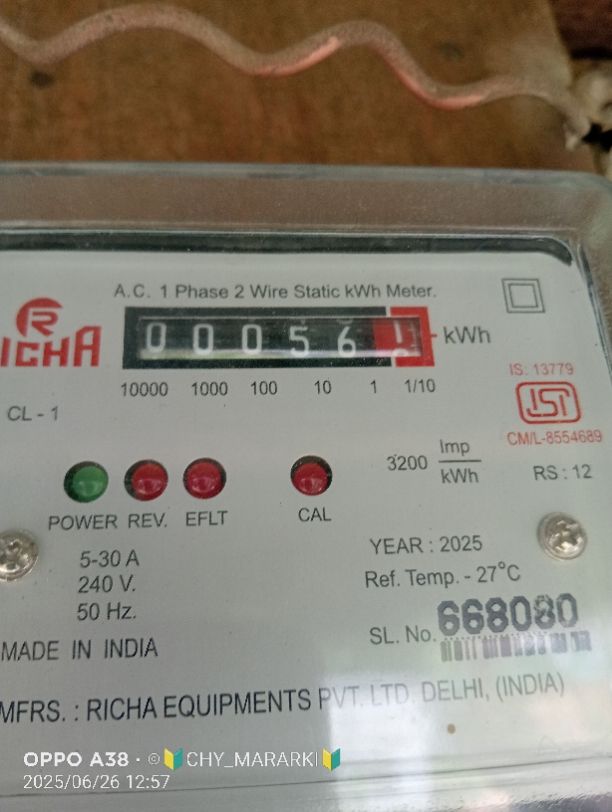 A.C. 1 Phase 2 Wire Static kWh Meter.
R
RICHA
0 0 0 5 6 1 kWh
10000 1000 100 10 1 1/10
IS: 13779
ISI
CM/L-8554689
CL - 1
3200 Imp
kWh
RS : 12
POWER REV. EFLT CAL
5-30 A
240 V.
50 Hz.
YEAR : 2025
Ref. Temp. - 27°C
SL. No. 668080
MADE IN INDIA
MFRS. : RICHA EQUIPMENTS PVT. LTD. DELHI, (INDIA)
OPPO A38 · ©🔰CHY_MARARKI🔰
2025/06/26 12:57